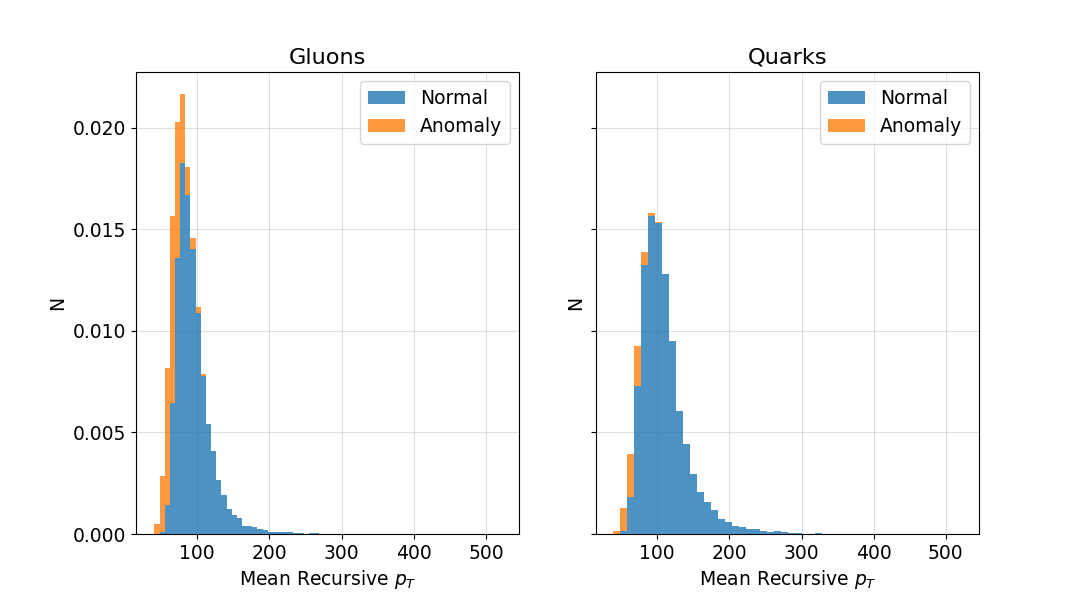 Gluons
Normal
Anomaly
0.020
0.015
0.010
0.005
0.000
N
100 200 300 400 500
Mean Recursive p_T
Quarks
Normal
Anomaly
N
100 200 300 400 500
Mean Recursive p_T